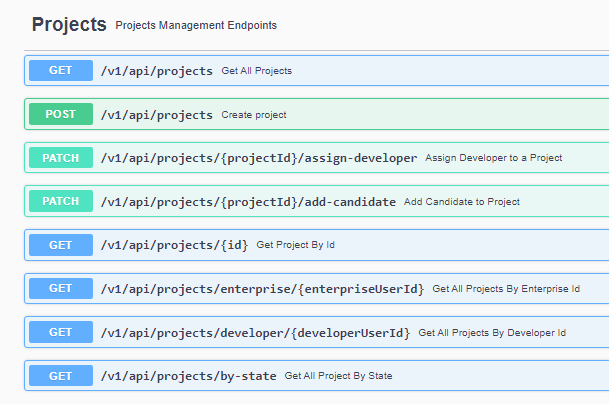 Projects Projects Management Endpoints
GET /v1/api/projects Get All Projects
POST /v1/api/projects Create project
PATCH /v1/api/projects/{projectId}/assign-developer Assign Developer to a Project
PATCH /v1/api/projects/{projectId}/add-candidate Add Candidate to Project
GET /v1/api/projects/{id} Get Project By Id
GET /v1/api/projects/enterprise/{enterpriseUserId} Get All Projects By Enterprise Id
GET /v1/api/projects/developer/{developerUserId} Get All Projects By Developer Id
GET /v1/api/projects/by-state Get All Project By State